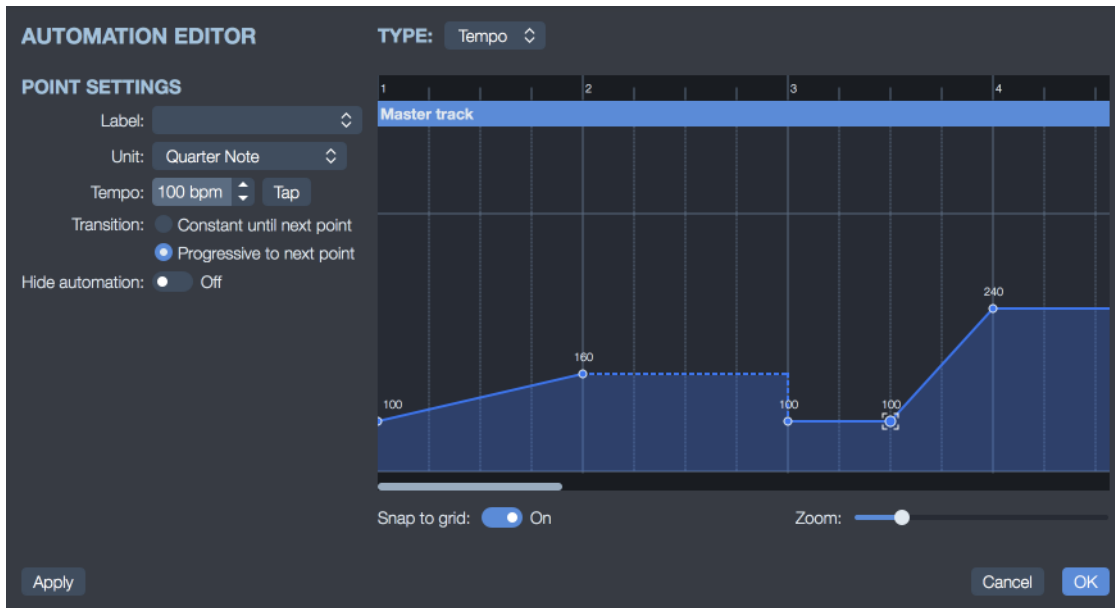 AUTOMATION EDITOR
TYPE: Tempo
POINT SETTINGS
Label:
Unit: Quarter Note
Tempo: 100 bpm Tap
Transition: Constant until next point
Progressive to next point
Hide automation: Off
1 2 3 4
Master track
240
160
100 100 100
Snap to grid: On
Zoom:
Apply
Cancel
OK